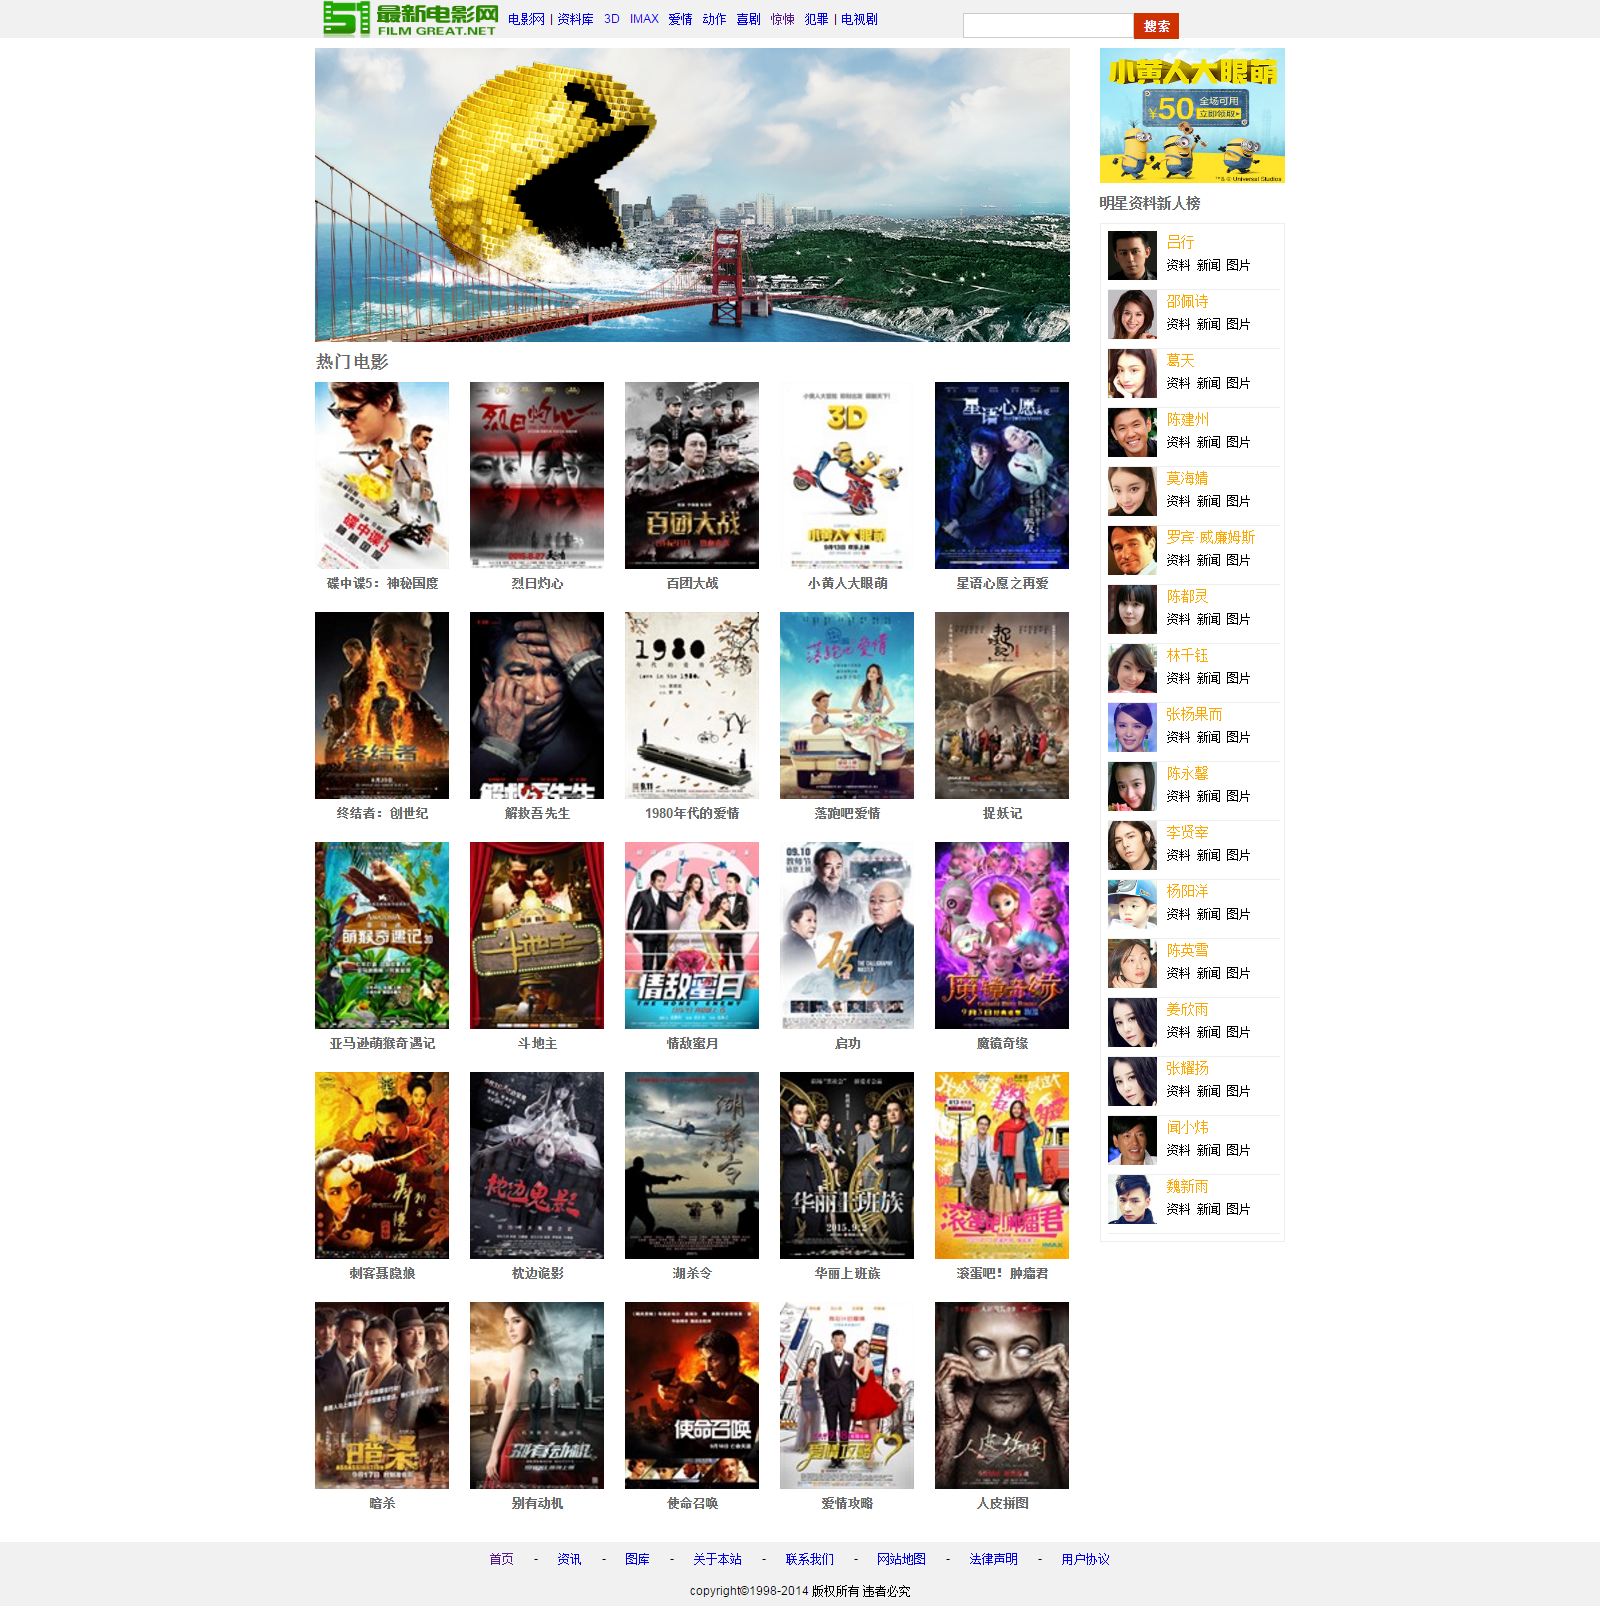 51 最新电影网
FILM GREAT.NET
电影网 | 资料库 3D IMAX 爱情 动作 喜剧 惊悚 犯罪 | 电视剧
搜索
小黄人大眼萌
¥50 全场可用
立即领取
明星资料新人榜
吕行
资料 新闻 图片
邵佩诗
资料 新闻 图片
葛天
资料 新闻 图片
陈建州
资料 新闻 图片
莫海婧
资料 新闻 图片
罗宾·威廉姆斯
资料 新闻 图片
陈都灵
资料 新闻 图片
林千钰
资料 新闻 图片
张杨果而
资料 新闻 图片
陈永馨
资料 新闻 图片
李贤宰
资料 新闻 图片
杨阳洋
资料 新闻 图片
陈英雪
资料 新闻 图片
姜欣雨
资料 新闻 图片
张耀扬
资料 新闻 图片
闻小炜
资料 新闻 图片
魏新雨
资料 新闻 图片
热门电影
碟中谍5：神秘国度
烈日灼心
百团大战
小黄人大眼萌
星语心愿之再爱
终结者：创世纪
解救吾先生
1980年代的爱情
落跑吧爱情
捉妖记
亚马逊萌猴奇遇记
斗地主
情敌蜜月
启功
魔镜奇缘
刺客聂隐娘
枕边诡影
湖杀令
华丽上班族
滚蛋吧！肿瘤君
暗杀
别有动机
使命召唤
爱情攻略
人皮拼图
首页 - 资讯 - 图库 - 关于本站 - 联系我们 - 网站地图 - 法律声明 - 用户协议
copyright©1998-2014 版权所有 违者必究